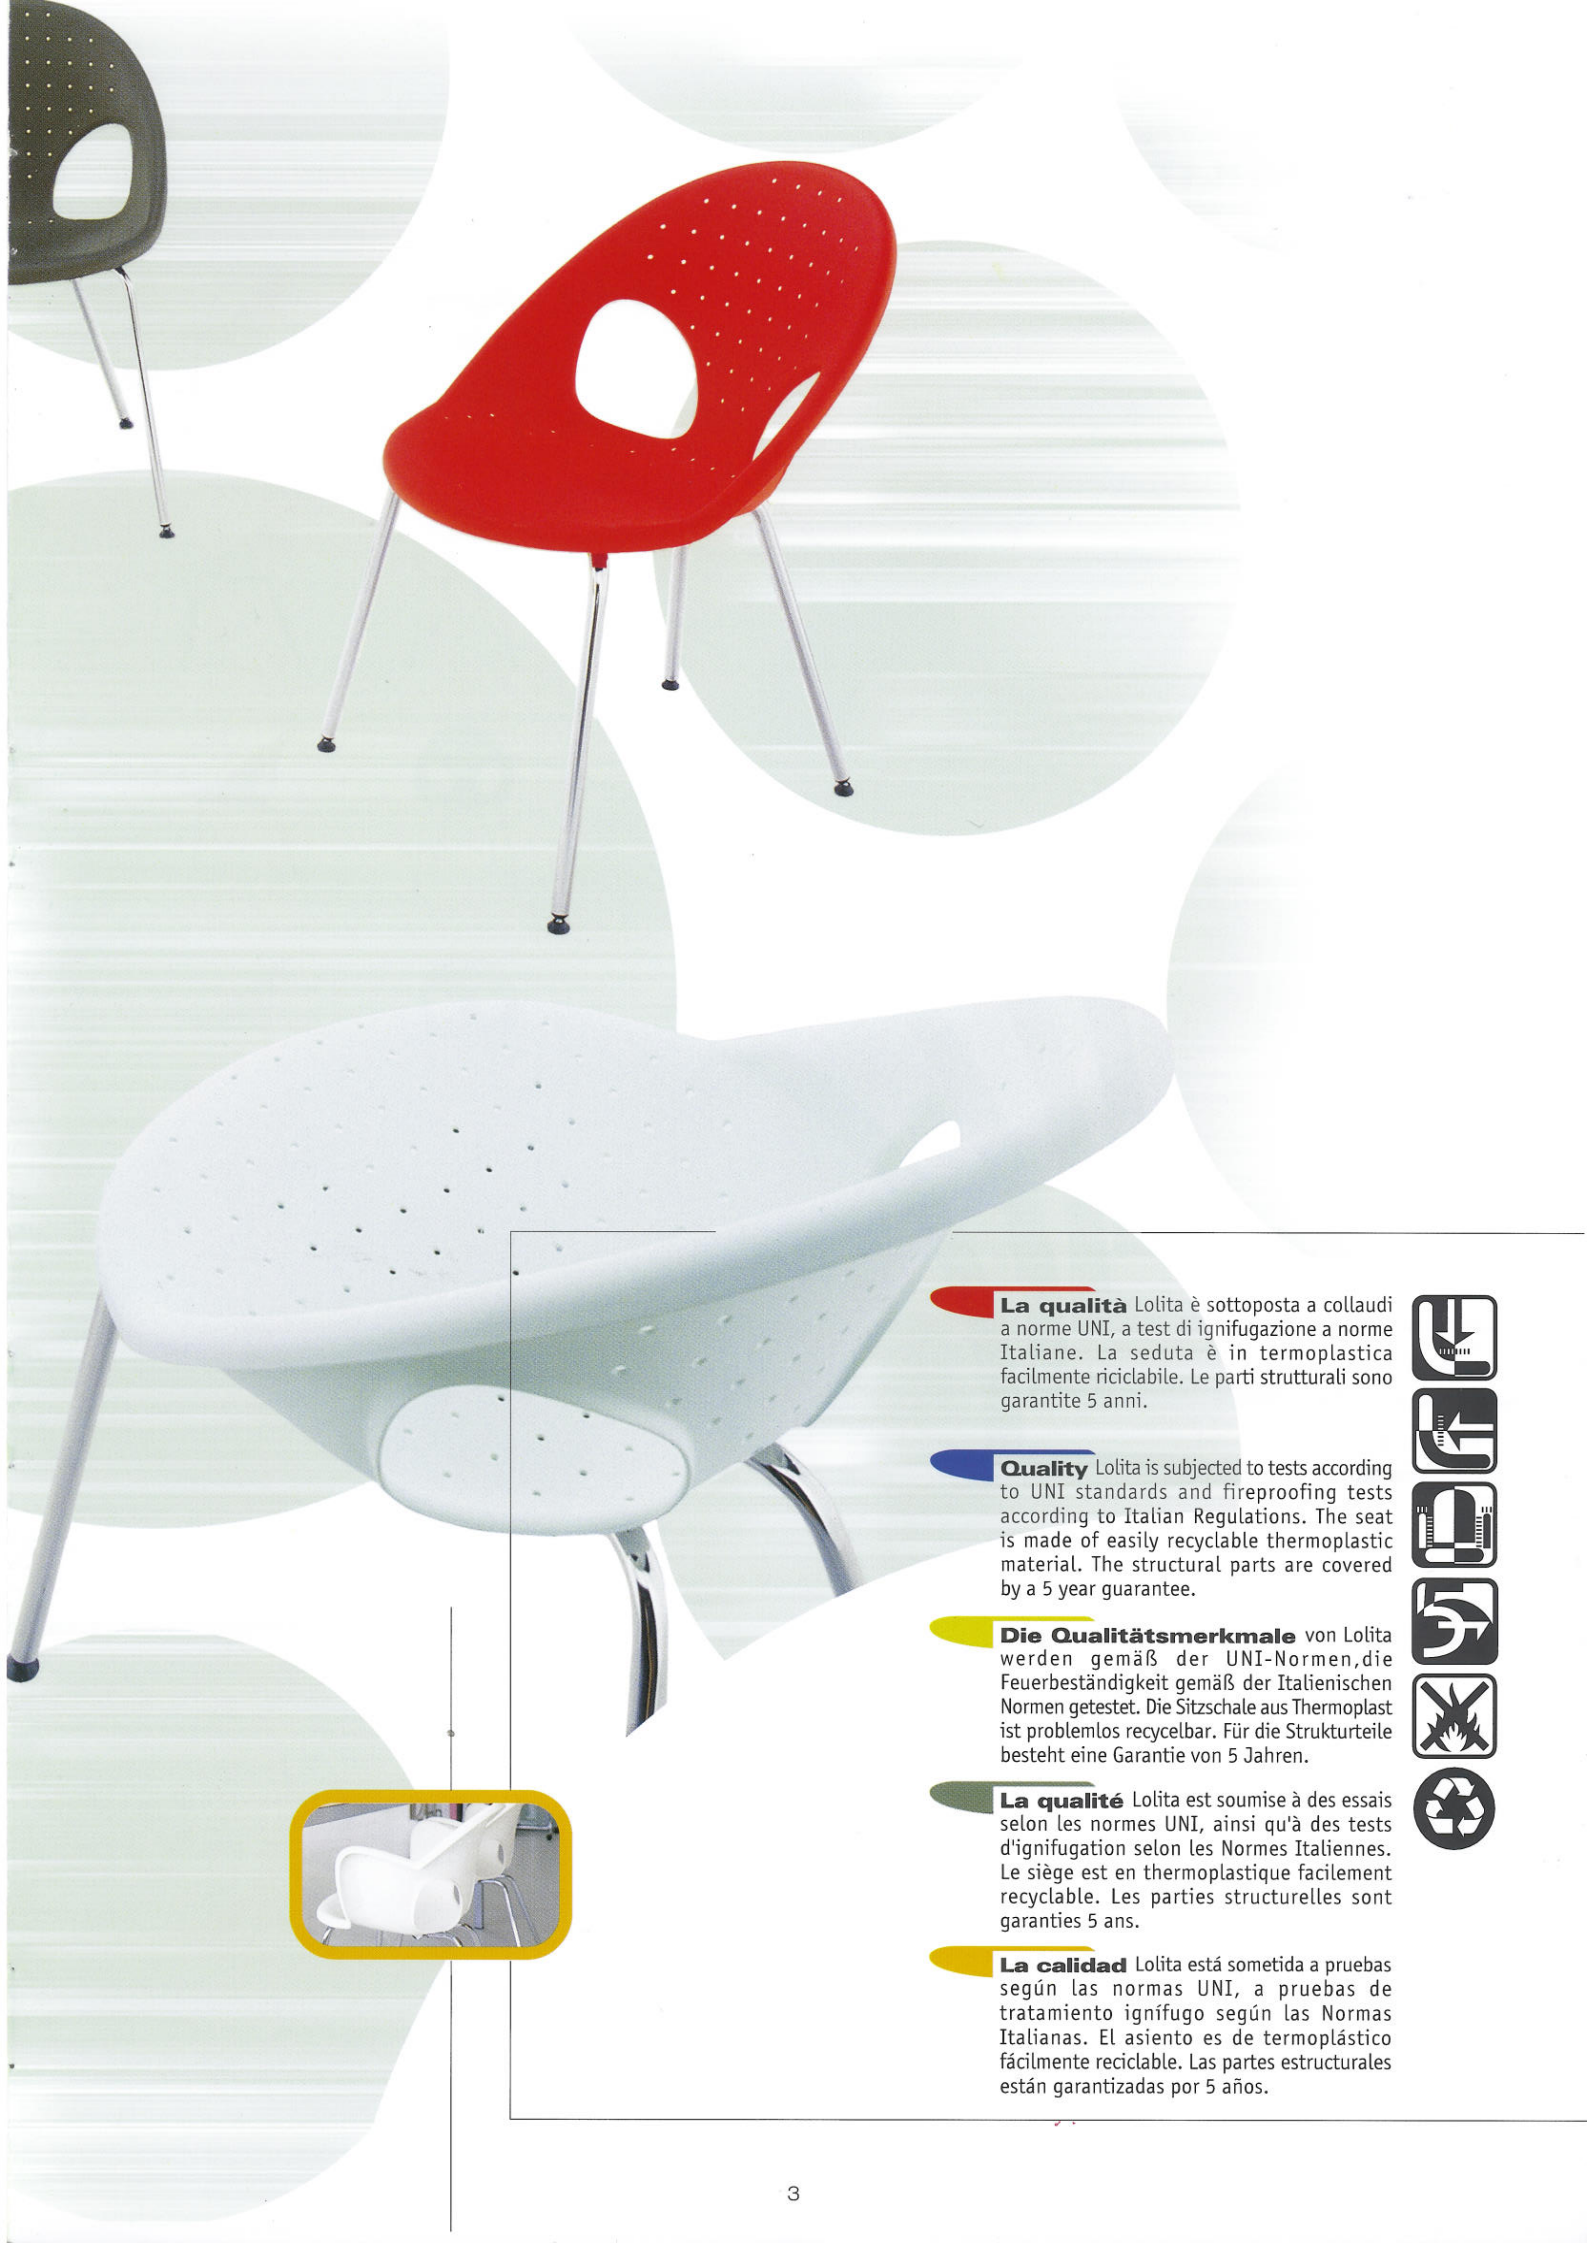 La qualità Lolita è sottoposta a collaudi
a norme UNI, a test di ignifugazione a norme
Italiane. La seduta è in termoplastica
facilmente riciclabile. Le parti strutturali sono
garantite 5 anni.
Quality Lolita is subjected to tests according
to UNI standards and fireproofing tests
according to Italian Regulations. The seat
is made of easily recyclable thermoplastic
material. The structural parts are covered
by a 5 year guarantee.
Die Qualitätsmerkmale von Lolita
werden gemäß der UNI-Normen,die
Feuerbeständigkeit gemäß der Italienischen
Normen getestet. Die Sitzschale aus Thermoplast
ist problemlos recycelbar. Für die Strukturteile
besteht eine Garantie von 5 Jahren.
La qualité Lolita est soumise à des essais
selon les normes UNI, ainsi qu'à des tests
d'ignifugation selon les Normes Italiennes.
Le siège est en thermoplastique facilement
recyclable. Les parties structurelles sont
garanties 5 ans.
La calidad Lolita está sometida a pruebas
según las normas UNI, a pruebas de
tratamiento ignífugo según las Normas
Italianas. El asiento es de termoplástico
fácilmente reciclable. Las partes estructurales
están garantizadas por 5 años.
3